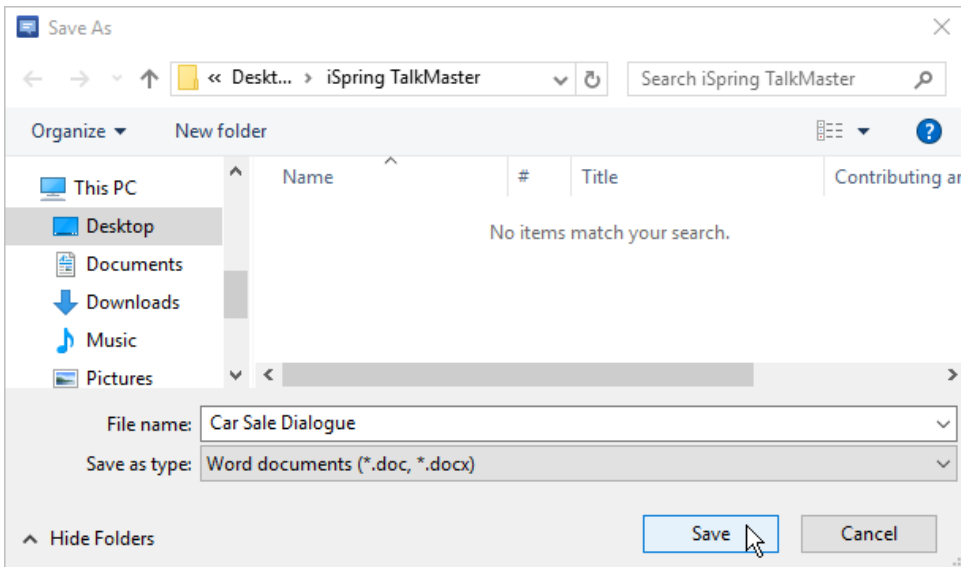 Save As
« Deskt... › iSpring TalkMaster
Search iSpring TalkMaster
Organize
New folder
?
This PC
Desktop
Documents
Downloads
Music
Pictures
Name
#
Title
Contributing ar
No items match your search.
File name: Car Sale Dialogue
Save as type: Word documents (*.doc, *.docx)
Hide Folders
Save
Cancel